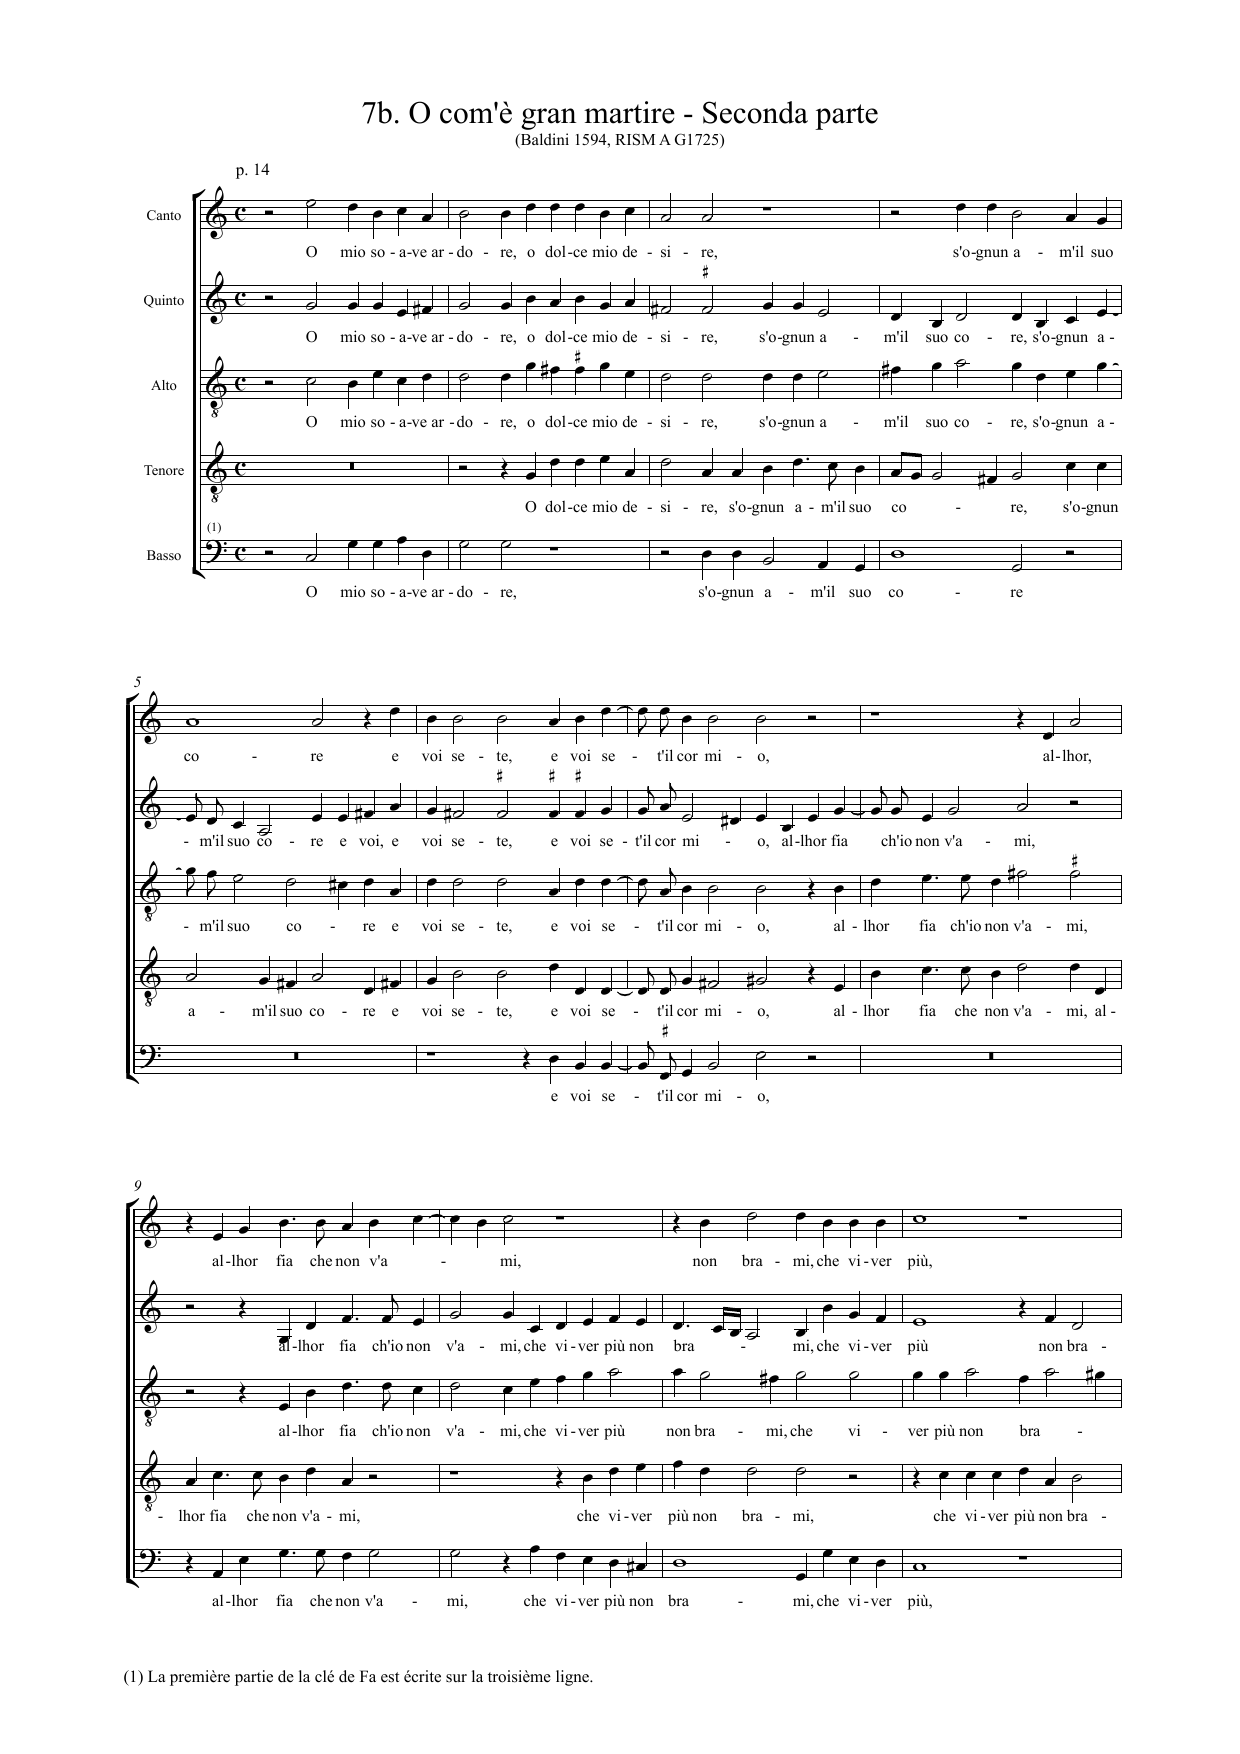 7b. O com'è gran martire - Seconda parte
(Baldini 1594, RISM A G1725)
p. 14
Canto
O mio so - a-ve ar - do - re, o dol-ce mio de - si - re, s'o-gnun a - m'il suo
Quinto
O mio so - a-ve ar - do - re, o dol-ce mio de - si - re, s'o-gnun a - m'il suo co - re, s'o-gnun a -
Alto
O mio so - a-ve ar - do - re, o dol-ce mio de - si - re, s'o-gnun a - m'il suo co - re, s'o-gnun a -
Tenore
O dol-ce mio de - si - re, s'o-gnun a - m'il suo co - re, s'o-gnun
(1)
Basso
O mio so - a-ve ar - do - re, s'o-gnun a - m'il suo co - re
5
co - re e voi se - te, e voi se - t'il cor mi - o, al-lhor,
- m'il suo co - re e voi, e voi se - te, e voi se - t'il cor mi - o, al-lhor fia ch'io non v'a - mi,
- m'il suo co - re e voi se - te, e voi se - t'il cor mi - o, al - lhor fia ch'io non v'a - mi,
a - m'il suo co - re e voi se - te, e voi se - t'il cor mi - o, al - lhor fia che non v'a - mi, al -
e voi se - t'il cor mi - o,
9
al-lhor fia che non v'a - mi, non bra - mi, che vi-ver più,
al-lhor fia ch'io non v'a - mi, che vi-ver più non bra - mi, che vi-ver più non bra -
al-lhor fia ch'io non v'a - mi, che vi-ver più non bra - mi, che vi - ver più non bra -
- lhor fia che non v'a - mi, che vi-ver più non bra - mi, che vi-ver più non bra -
al-lhor fia che non v'a - mi, che vi-ver più non bra - mi, che vi-ver più,
(1) La première partie de la clé de Fa est écrite sur la troisième ligne.